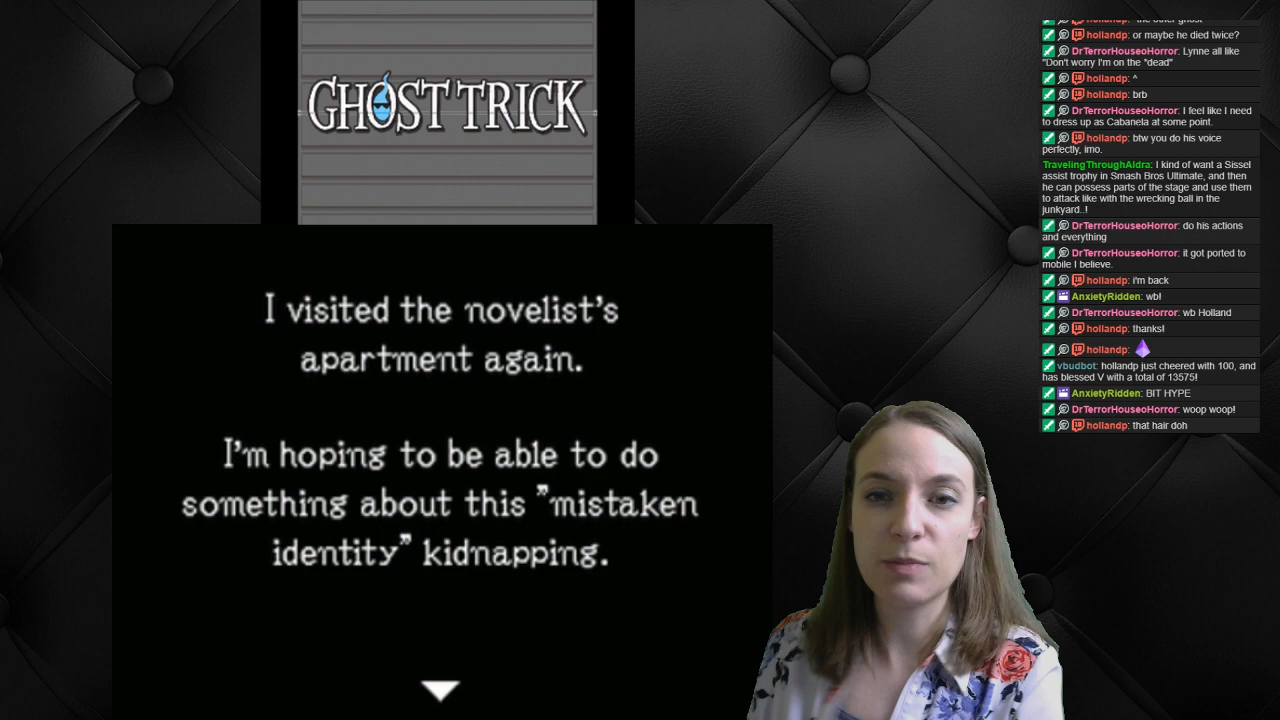 GHOST TRICK
I visited the novelist's
apartment again.
I'm hoping to be able to do
something about this "mistaken
identity" kidnapping.
hollandp: *the other ghost
hollandp: or maybe he died twice?
DrTerrorHouseoHorror: Lynne all like
"Don't worry I'm on the "dead"
hollandp: ^
hollandp: brb
DrTerrorHouseoHorror: I feel like I need
to dress up as Cabanela at some point.
hollandp: btw you do his voice
perfectly, imo.
TravelingThroughAldra: I kind of want a Sissel
assist trophy in Smash Bros Ultimate, and then
he can possess parts of the stage and use them
to attack like with the wrecking ball in the
junkyard..!
DrTerrorHouseoHorror: do his actions
and everything
DrTerrorHouseoHorror: it got ported to
mobile I believe.
hollandp: i'm back
AnxietyRidden: wb!
DrTerrorHouseoHorror: wb Holland
hollandp: thanks!
hollandp:
vbudbot: hollandp just cheered with 100, and
has blessed V with a total of 13575!
AnxietyRidden: BIT HYPE
DrTerrorHouseoHorror: woop woop!
hollandp: that hair doh